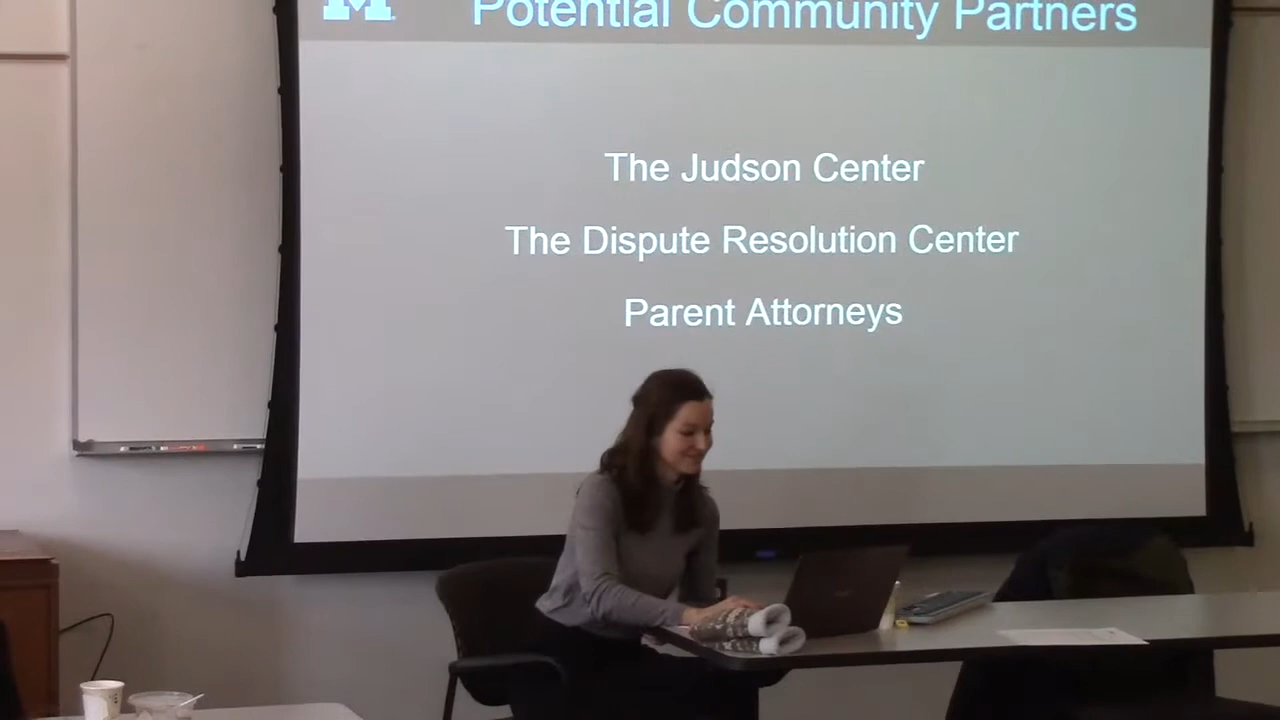 M
Potential Community Partners
The Judson Center
The Dispute Resolution Center
Parent Attorneys